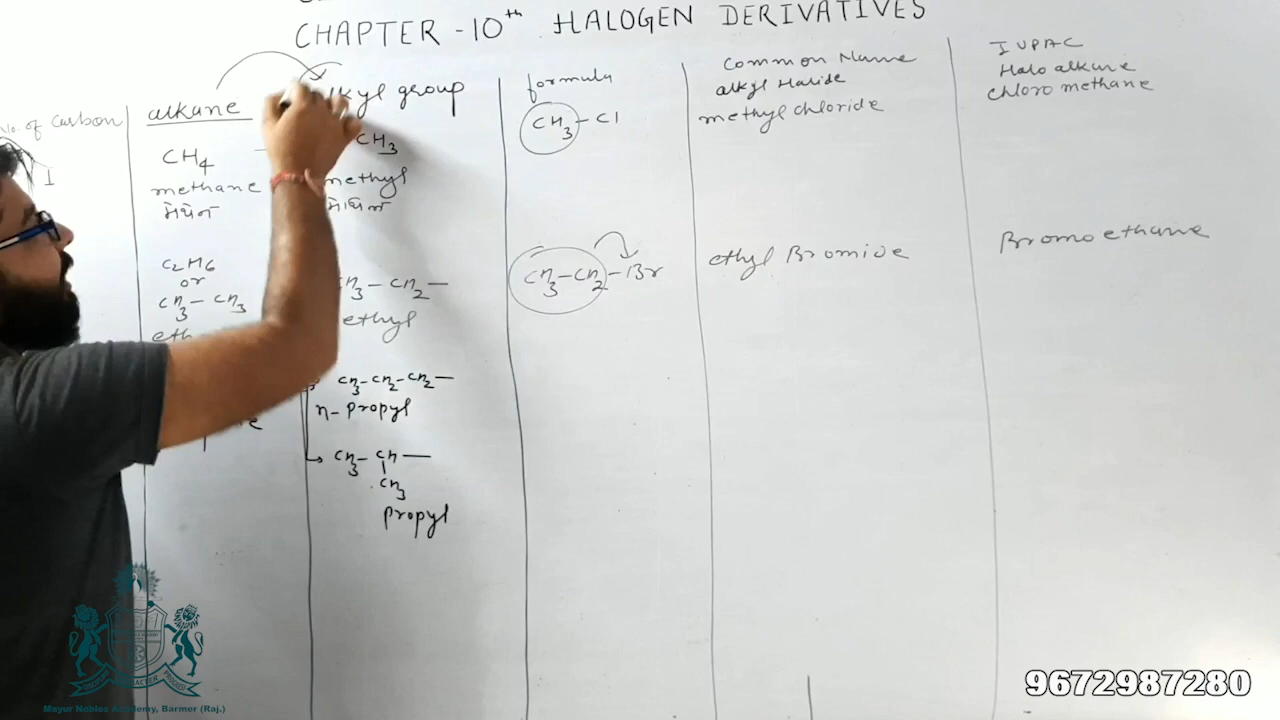 CHAPTER - 10th HALOGEN DERIVATIVES
No. of Carbon
I
alkane
CH4
methane
मेथेन
C2H6
or
CH3 - CH3
eth
alkyl group
CH3
methyl
CH3 - CH2 -
ethyl
CH3-CH2-CH2-
n-propyl
CH3- CH -
CH3
propyl
formula
CH3 - Cl
CH3-CH2-Br
Common Name
alkyl Halide
methyl chloride
ethyl Bromide
IUPAC
Halo alkane
chloro methane
Bromo ethane
Mayur Nobles Academy, Barmer (Raj.)
9672987280